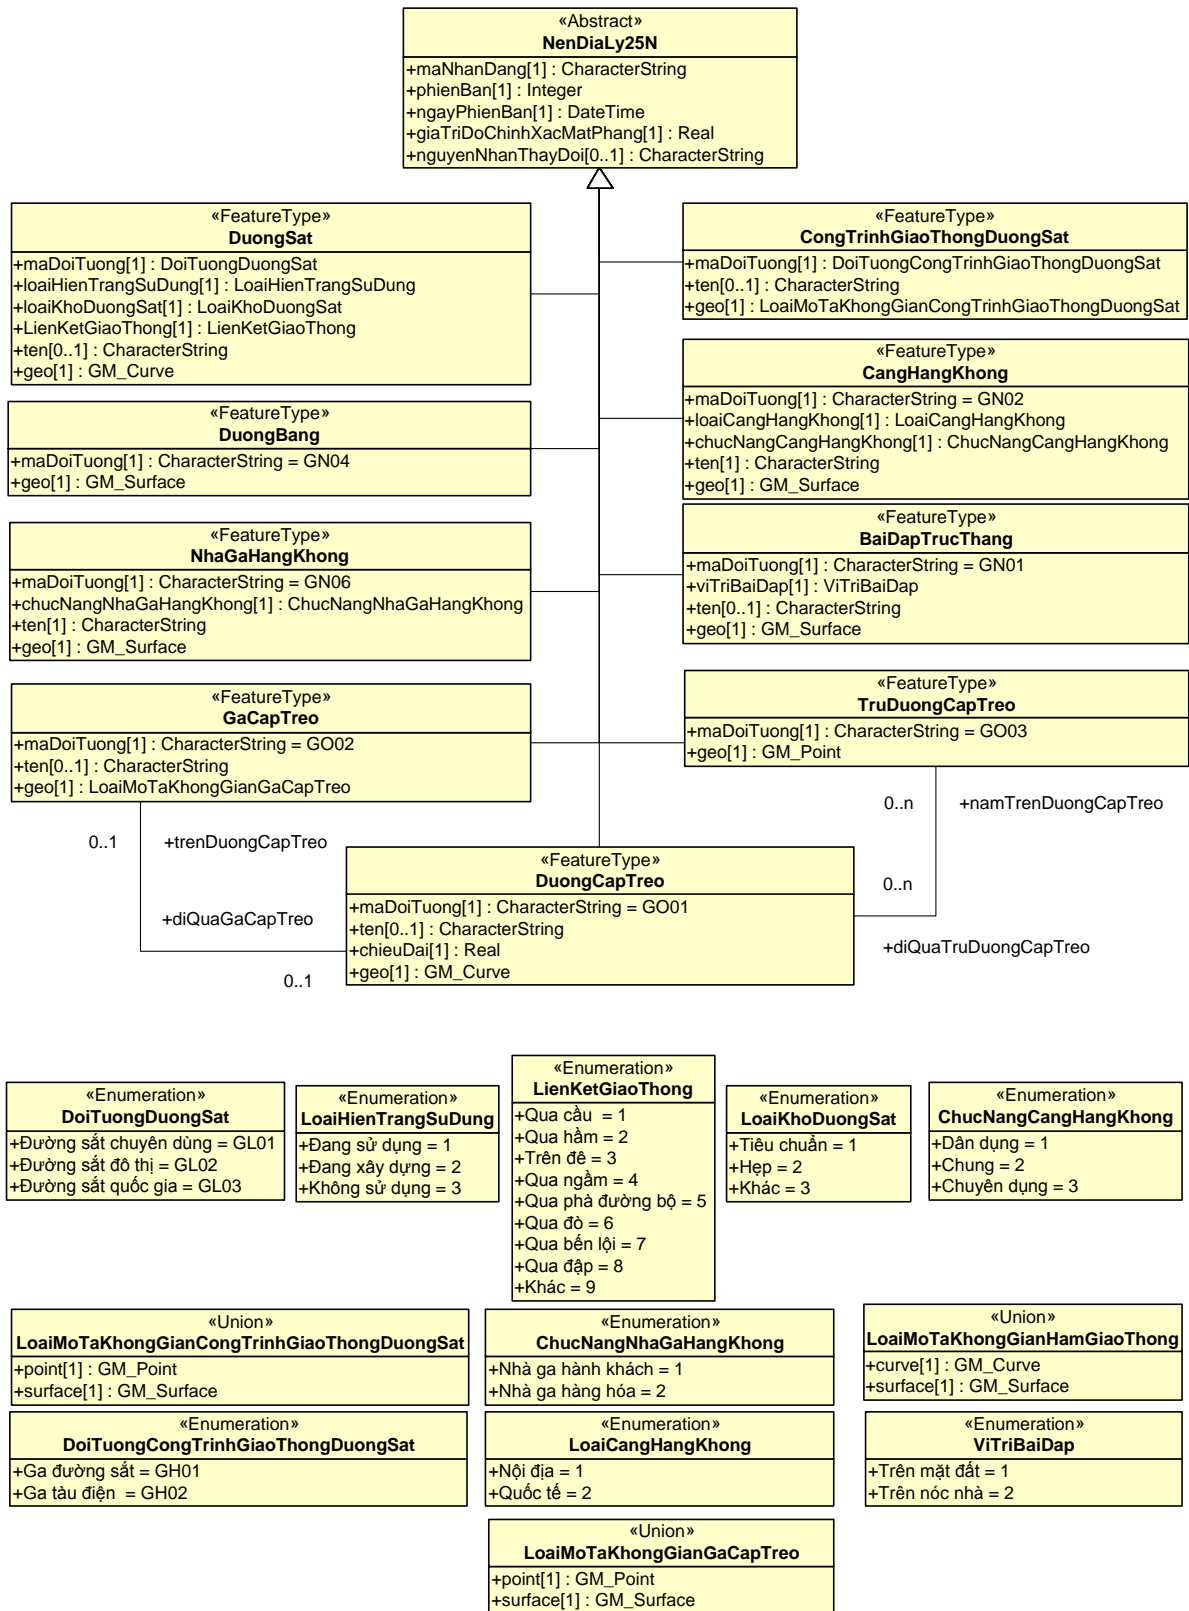 «Abstract»
NenDiaLy25N
+maNhanDang[1] : CharacterString
+phienBan[1] : Integer
+ngayPhienBan[1] : DateTime
+giaTriDoChinhXacMatPhang[1] : Real
+nguyenNhanThayDoi[0..1] : CharacterString
«FeatureType»
DuongSat
+maDoiTuong[1] : DoiTuongDuongSat
+loaiHienTrangSuDung[1] : LoaiHienTrangSuDung
+loaiKhoDuongSat[1] : LoaiKhoDuongSat
+LienKetGiaoThong[1] : LienKetGiaoThong
+ten[0..1] : CharacterString
+geo[1] : GM_Curve
«FeatureType»
CongTrinhGiaoThongDuongSat
+maDoiTuong[1] : DoiTuongCongTrinhGiaoThongDuongSat
+ten[0..1] : CharacterString
+geo[1] : LoaiMoTaKhongGianCongTrinhGiaoThongDuongSat
«FeatureType»
CangHangKhong
+maDoiTuong[1] : CharacterString = GN02
+loaiCangHangKhong[1] : LoaiCangHangKhong
+chucNangCangHangKhong[1] : ChucNangCangHangKhong
+ten[1] : CharacterString
+geo[1] : GM_Surface
«FeatureType»
DuongBang
+maDoiTuong[1] : CharacterString = GN04
+geo[1] : GM_Surface
«FeatureType»
NhaGaHangKhong
+maDoiTuong[1] : CharacterString = GN06
+chucNangNhaGaHangKhong[1] : ChucNangNhaGaHangKhong
+ten[1] : CharacterString
+geo[1] : GM_Surface
«FeatureType»
BaiDapTrucThang
+maDoiTuong[1] : CharacterString = GN01
+viTriBaiDap[1] : ViTriBaiDap
+ten[0..1] : CharacterString
+geo[1] : GM_Surface
«FeatureType»
GaCapTreo
+maDoiTuong[1] : CharacterString = GO02
+ten[0..1] : CharacterString
+geo[1] : LoaiMoTaKhongGianGaCapTreo
«FeatureType»
TruDuongCapTreo
+maDoiTuong[1] : CharacterString = GO03
+geo[1] : GM_Point
0..n
+namTrenDuongCapTreo
0..1
+trenDuongCapTreo
«FeatureType»
DuongCapTreo
+maDoiTuong[1] : CharacterString = GO01
+ten[0..1] : CharacterString
+chieuDai[1] : Real
+geo[1] : GM_Curve
0..n
+diQuaGaCapTreo
+diQuaTruDuongCapTreo
0..1
«Enumeration»
DoiTuongDuongSat
+Đường sắt chuyên dùng = GL01
+Đường sắt đô thị = GL02
+Đường sắt quốc gia = GL03
«Enumeration»
LoaiHienTrangSuDung
+Đang sử dụng = 1
+Đang xây dựng = 2
+Không sử dụng = 3
«Enumeration»
LienKetGiaoThong
+Qua cầu = 1
+Qua hầm = 2
+Trên đê = 3
+Qua ngầm = 4
+Qua phà đường bộ = 5
+Qua đò = 6
+Qua bến lội = 7
+Qua đập = 8
+Khác = 9
«Enumeration»
LoaiKhoDuongSat
+Tiêu chuẩn = 1
+Hẹp = 2
+Khác = 3
«Enumeration»
ChucNangCangHangKhong
+Dân dụng = 1
+Chung = 2
+Chuyên dụng = 3
«Union»
LoaiMoTaKhongGianCongTrinhGiaoThongDuongSat
+point[1] : GM_Point
+surface[1] : GM_Surface
«Enumeration»
ChucNangNhaGaHangKhong
+Nhà ga hành khách = 1
+Nhà ga hàng hóa = 2
«Union»
LoaiMoTaKhongGianHamGiaoThong
+curve[1] : GM_Curve
+surface[1] : GM_Surface
«Enumeration»
DoiTuongCongTrinhGiaoThongDuongSat
+Ga đường sắt = GH01
+Ga tàu điện = GH02
«Enumeration»
LoaiCangHangKhong
+Nội địa = 1
+Quốc tế = 2
«Enumeration»
ViTriBaiDap
+Trên mặt đất = 1
+Trên nóc nhà = 2
«Union»
LoaiMoTaKhongGianGaCapTreo
+point[1] : GM_Point
+surface[1] : GM_Surface